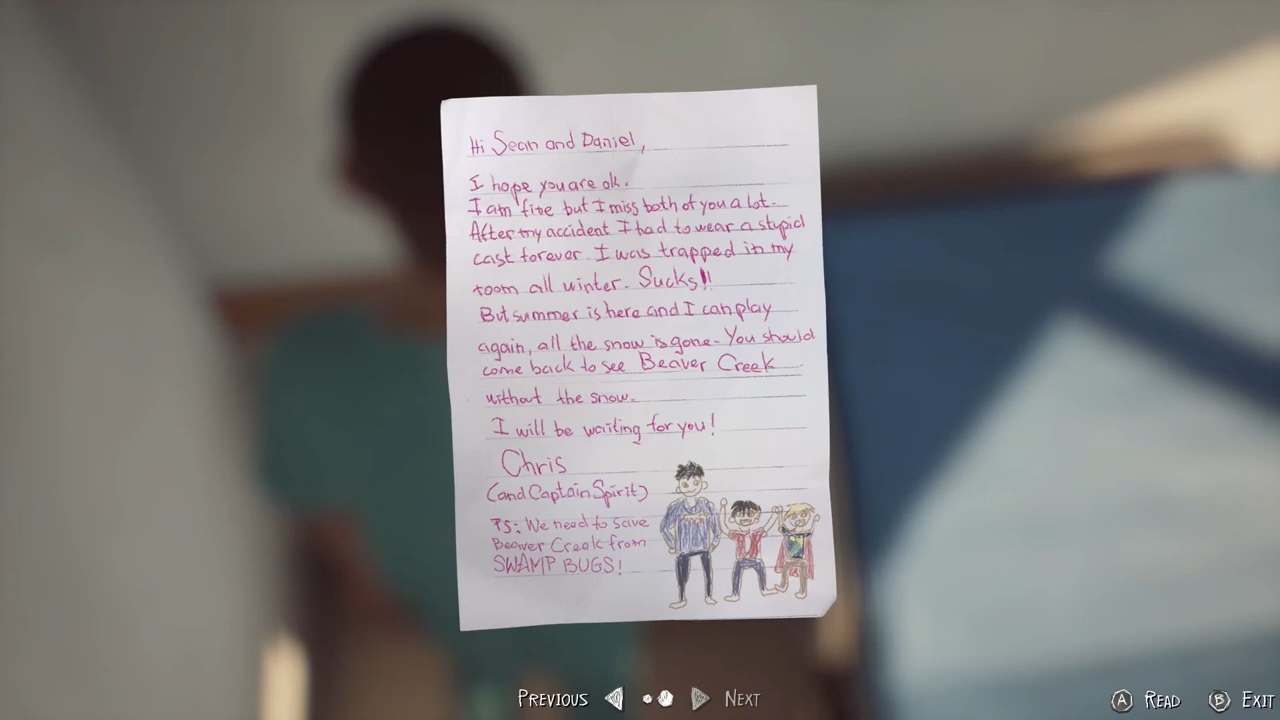 Hi Sean and Daniel,
I hope you are ok.
I am fine but I miss both of you a lot.
After my accident I had to wear a stupid
cast forever. I was trapped in my
room all winter. Sucks!!
But summer is here and I can play
again, all the snow is gone. You should
come back to see Beaver Creek
without the snow.
I will be waiting for you!
Chris
(and Captain Spirit)
PS: We need to save
Beaver Creek from
SWAMP BUGS!
PREVIOUS NEXT
A READ B EXIT